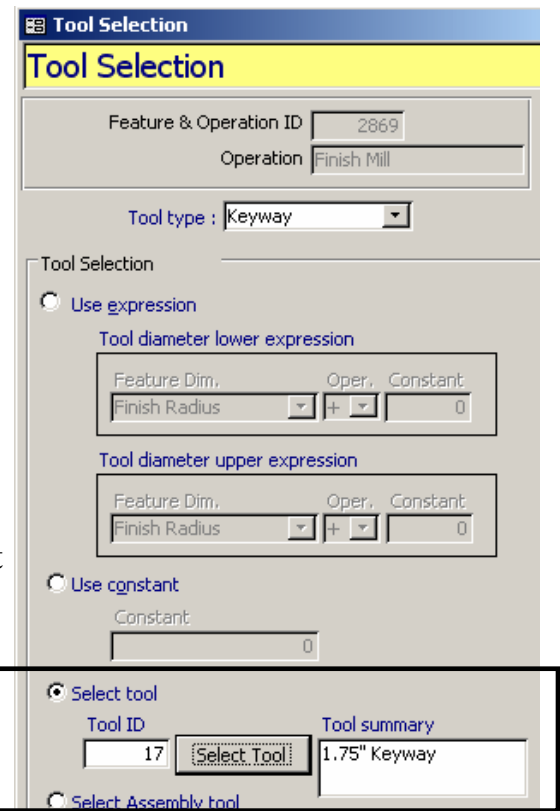 Tool Selection
Tool Selection
Feature & Operation ID 2869
Operation Finish Mill
Tool type : Keyway
Tool Selection
Use expression
Tool diameter lower expression
Feature Dim. Oper. Constant
Finish Radius + 0
Tool diameter upper expression
Feature Dim. Oper. Constant
Finish Radius + 0
Use constant
Constant
0
Select tool
Tool ID Tool summary
17 Select Tool 1.75" Keyway
Select Assembly tool